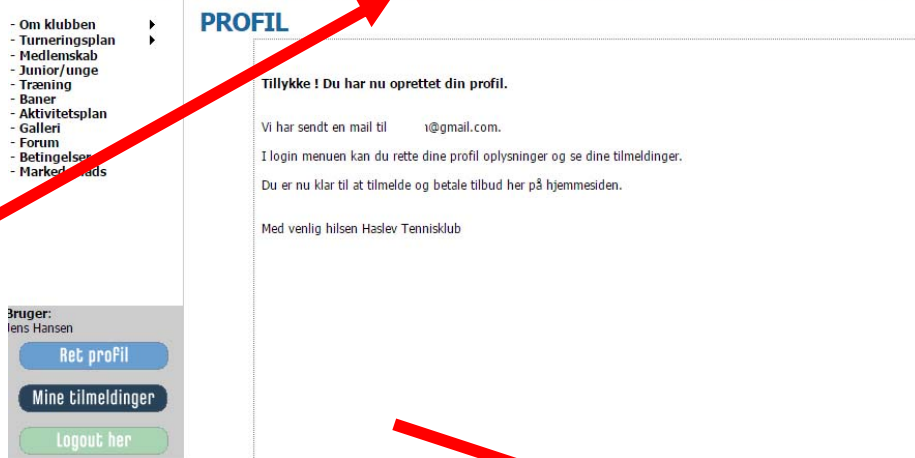 PROFIL
- Om klubben
- Turneringsplan
- Medlemskab
- Junior/unge
- Træning
- Baner
- Aktivitetsplan
- Galleri
- Forum
- Betingelser
Tillykke ! Du har nu oprettet din profil.
Vi har sendt en mail til @gmail.com.
I login menuen kan du rette dine profil oplysninger og se dine tilmeldinger.
Du er nu klar til at tilmelde og betale tilbud her på hjemmesiden.
Med venlig hilsen Haslev Tennisklub
Bruger:
Jens Hansen
Ret profil
Mine tilmeldinger
Logout her